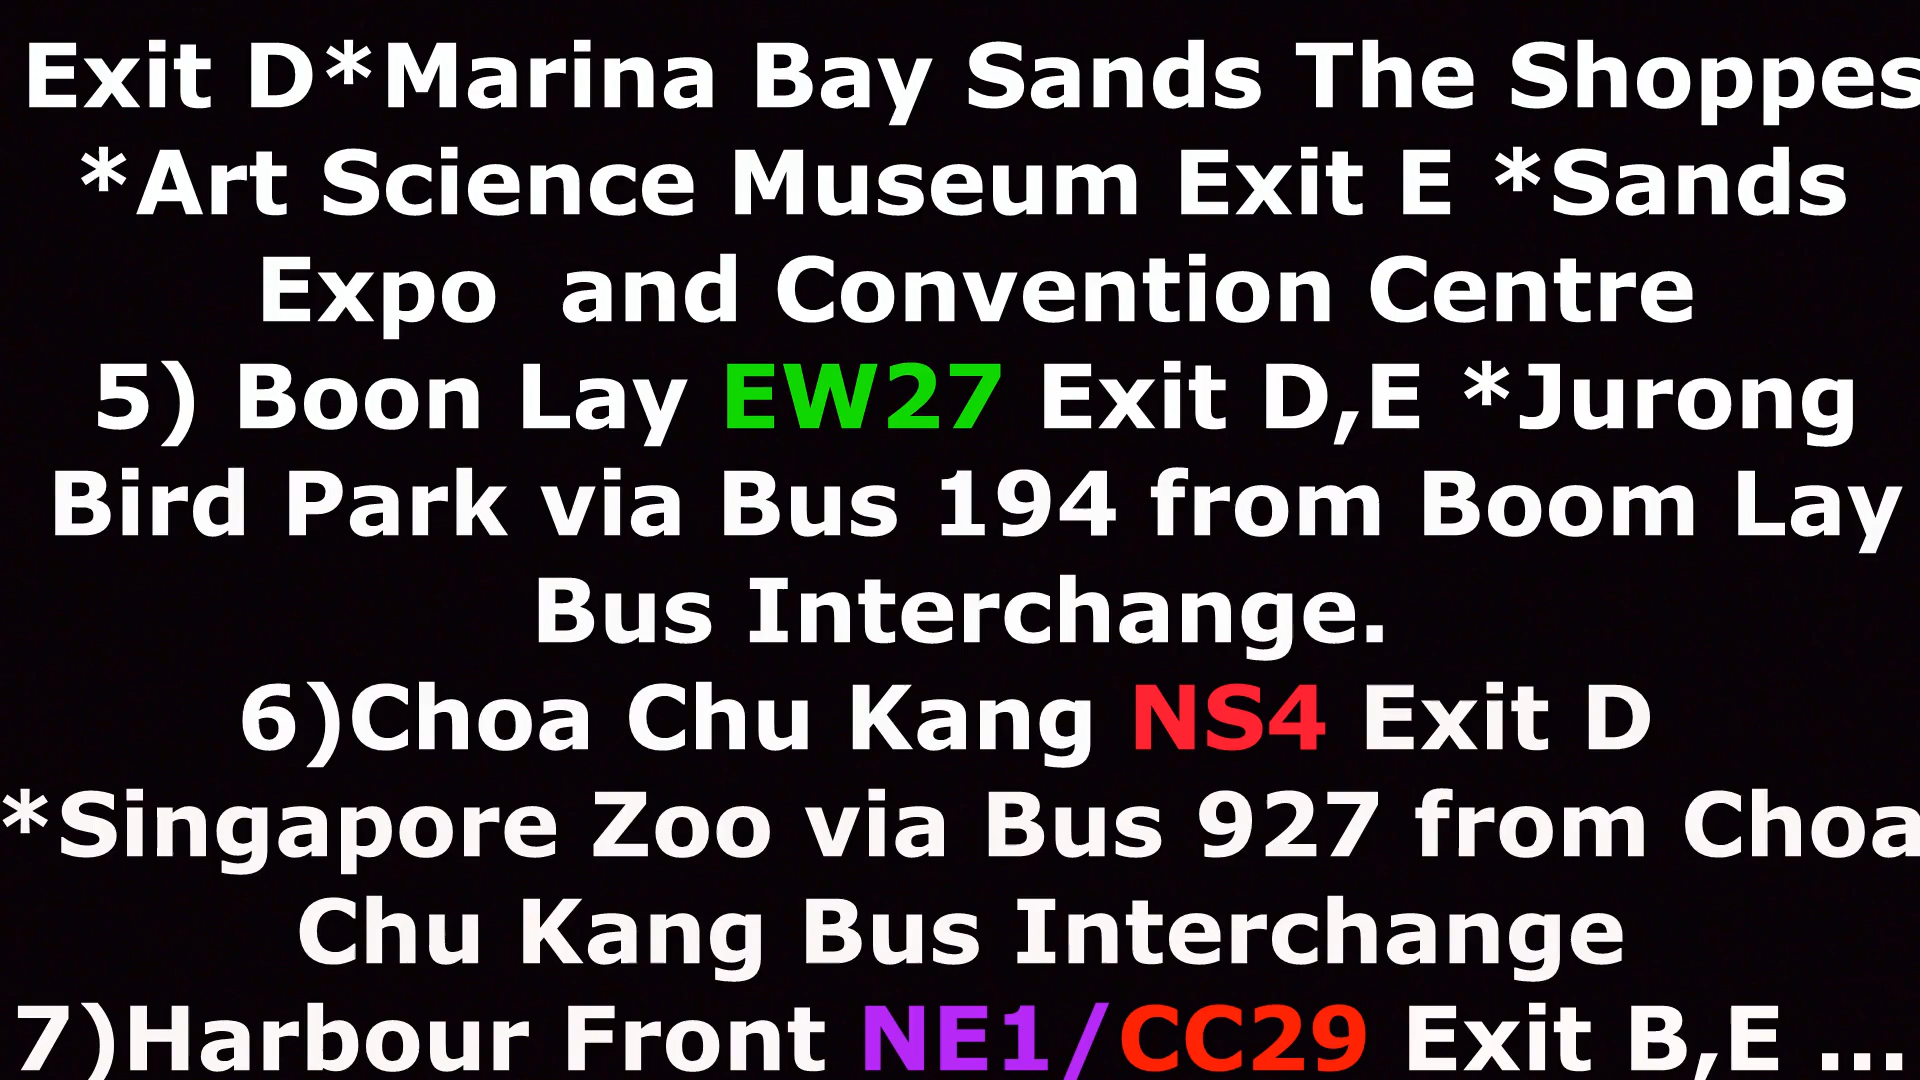 Exit D*Marina Bay Sands The Shoppes
*Art Science Museum Exit E *Sands
Expo  and Convention Centre
5) Boon Lay EW27 Exit D,E *Jurong
Bird Park via Bus 194 from Boom Lay
Bus Interchange.
6)Choa Chu Kang NS4 Exit D
*Singapore Zoo via Bus 927 from Choa
Chu Kang Bus Interchange
7)Harbour Front NE1/CC29 Exit B,E ...